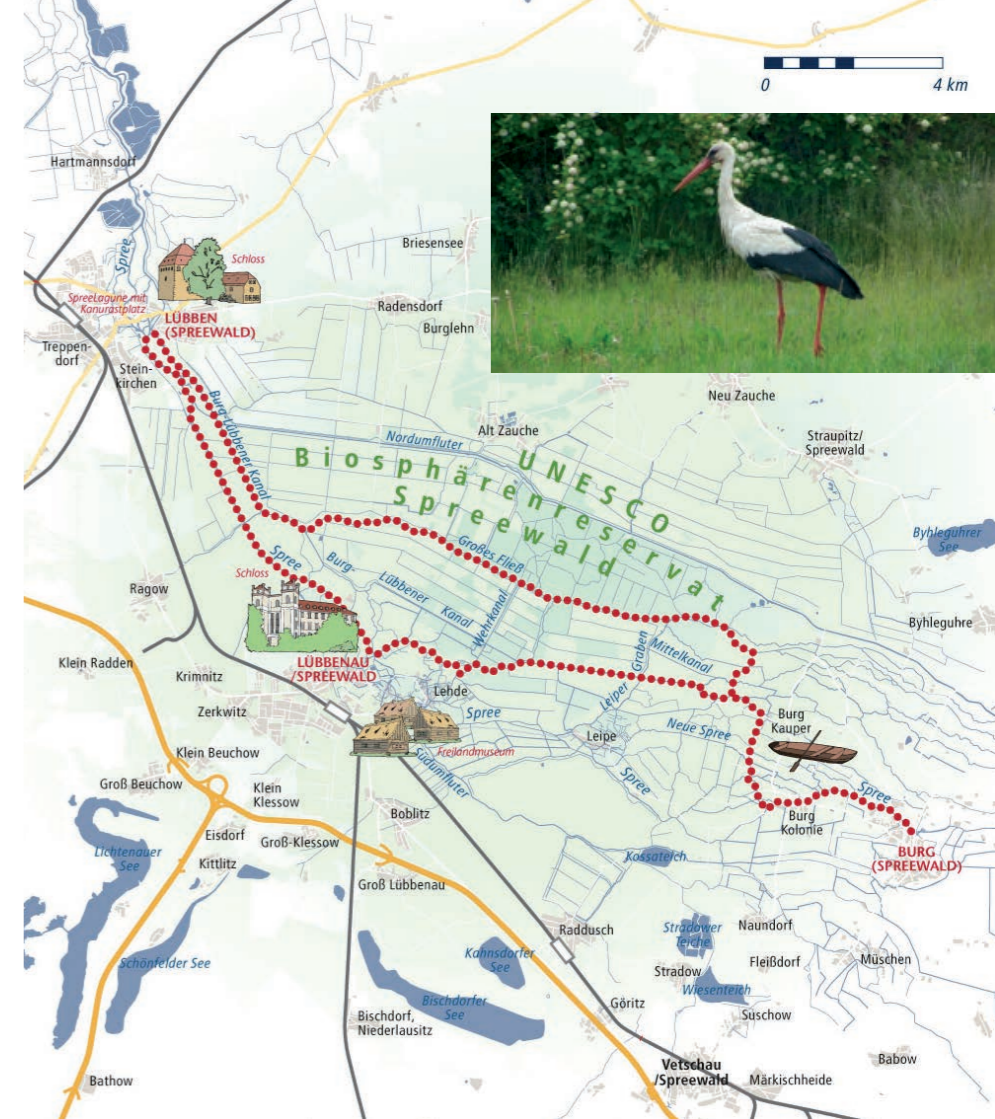 0
4 km
Hartmannsdorf
Spree
Schloss
Briesensee
SpreeLagune mit
Kanurastplatz
LÜBBEN
(SPREEWALD)
Radensdorf
Burglehn
Treppen-
dorf
Stein-
kirchen
Neu Zauche
Burg-Lübbener Kanal
Nordumfluter
Alt Zauche
Straupitz/
Spreewald
UNESCO
Biosphärenreservat
Spreewald
Byhleguhrer
See
Großes Fließ
Spree
Burg-
Lübbener
Kanal
Wehrkanal
Schloss
Ragow
Byhleguhre
Graben
Mittelkanal
Klein Radden
LÜBBENAU
/SPREEWALD
Krimnitz
Lehde
Leiper
Zerkwitz
Spree
Burg
Kauper
Neue Spree
Leipe
Freilandmuseum
Klein Beuchow
Südumfluter
Groß Beuchow
Klein
Klessow
Spree
Spree
Boblitz
Burg
Kolonie
Eisdorf
Groß-Klessow
Lichtenauer
See
Kittlitz
Kossateich
BURG
(SPREEWALD)
Groß Lübbenau
Raddusch
Stradower
Teiche
Naundorf
Schönfelder See
Kahnsdorfer
See
Stradow
Fleißdorf
Müschen
Wiesenteich
Bischdorfer
See
Göritz
Suschow
Bischdorf,
Niederlausitz
Babow
Vetschau
/Spreewald
Märkischheide
Bathow